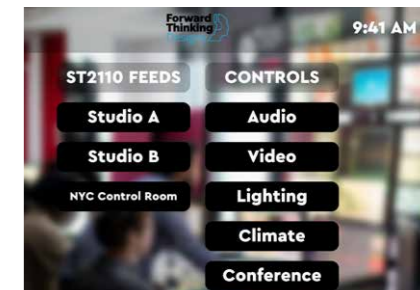 Forward
Thinking
9:41 AM
ST2110 FEEDS
CONTROLS
Studio A
Audio
Studio B
Video
NYC Control Room
Lighting
Climate
Conference